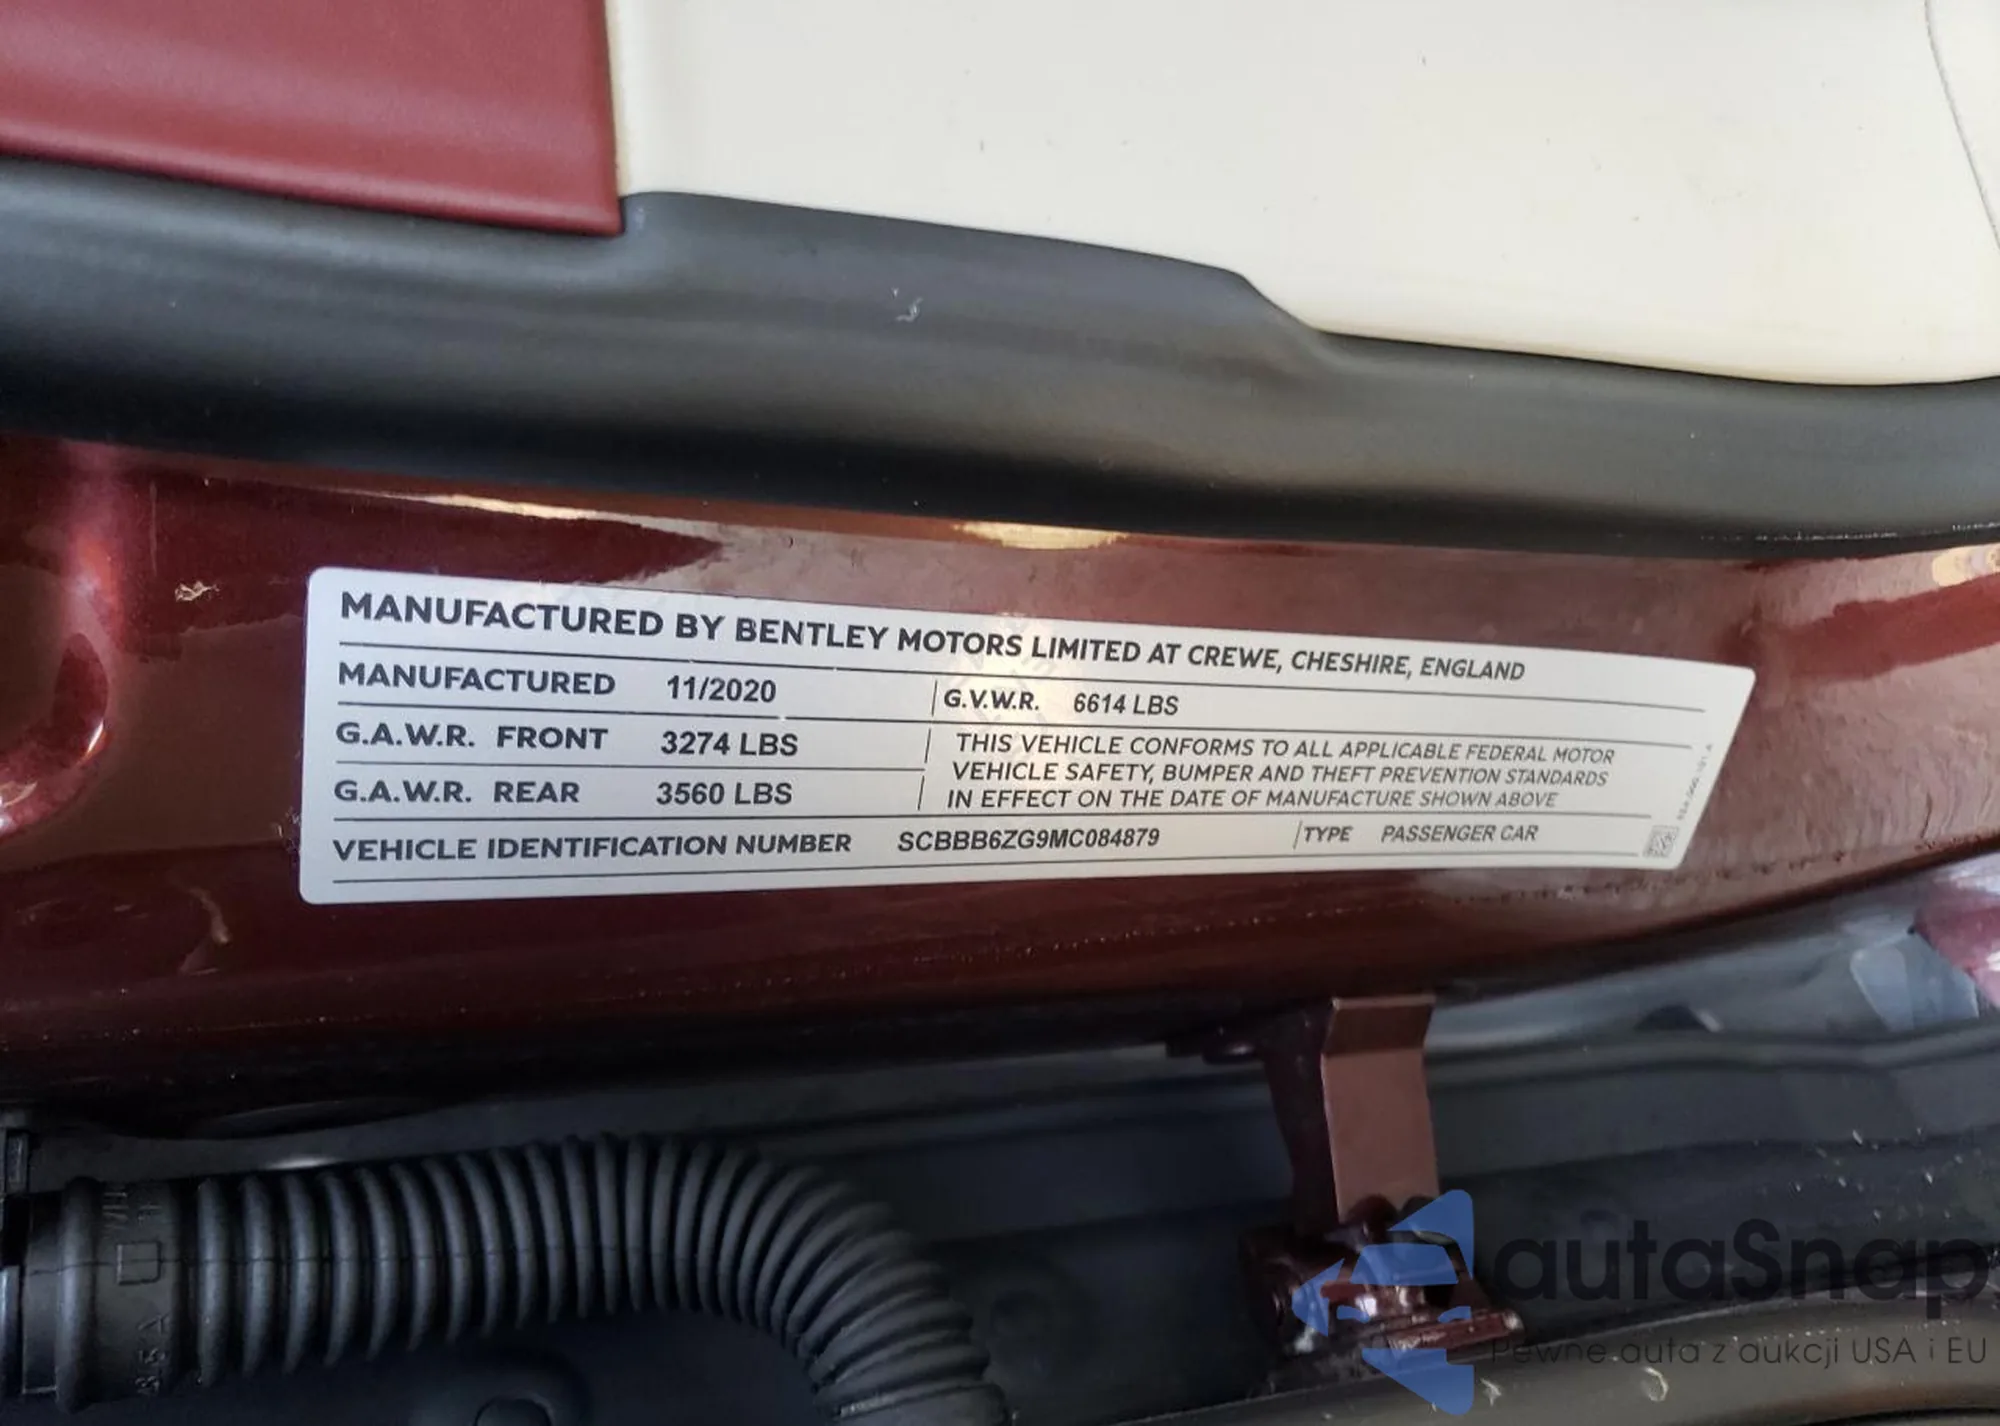 MANUFACTURED BY BENTLEY MOTORS LIMITED AT CREWE, CHESHIRE, ENGLAND
MANUFACTURED 11/2020 G.V.W.R. 6614 LBS
G.A.W.R. FRONT 3274 LBS
G.A.W.R. REAR 3560 LBS
THIS VEHICLE CONFORMS TO ALL APPLICABLE FEDERAL MOTOR
VEHICLE SAFETY, BUMPER AND THEFT PREVENTION STANDARDS
IN EFFECT ON THE DATE OF MANUFACTURE SHOWN ABOVE
VEHICLE IDENTIFICATION NUMBER SCBBB6ZG9MC084879 TYPE PASSENGER CAR
autaSnap
Pewne auta z aukcji USA i EU